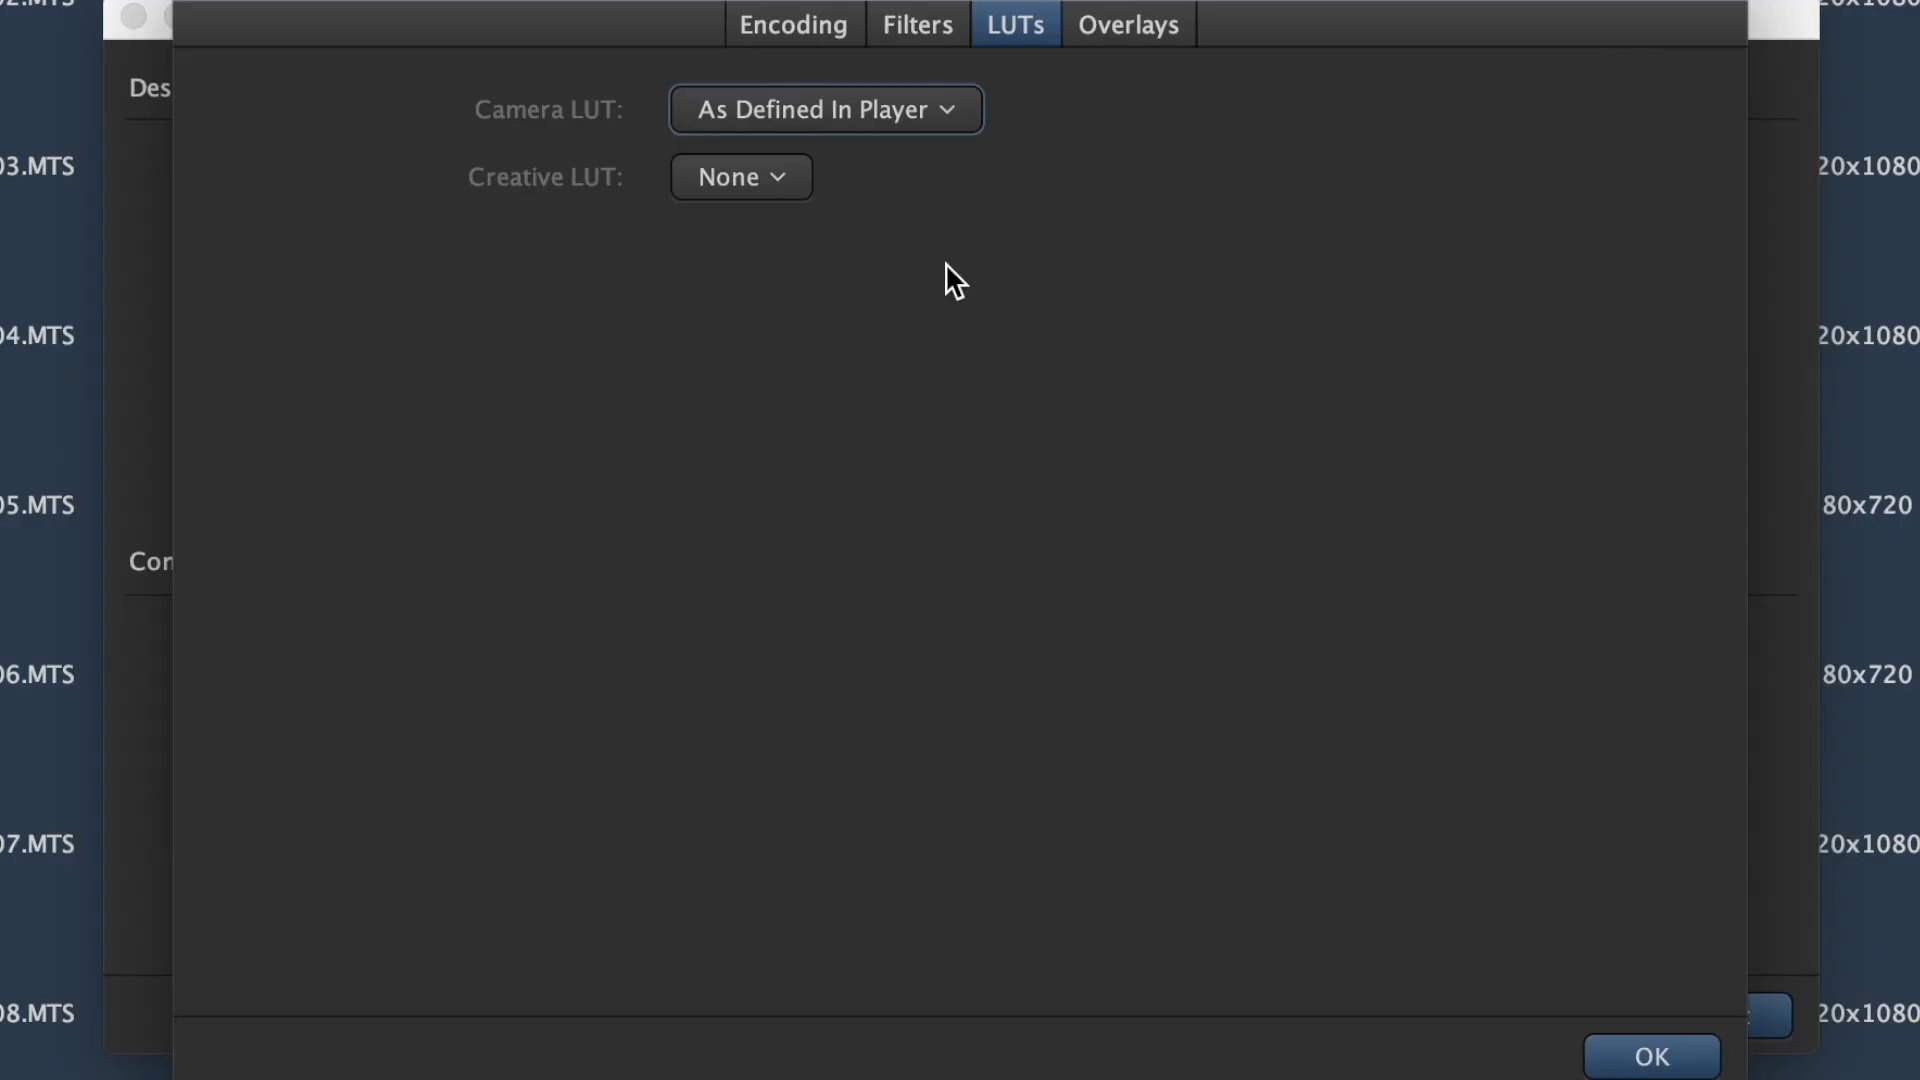 Encoding Filters LUTs Overlays
Camera LUT: As Defined In Player
Creative LUT: None
Des
Con
03.MTS
04.MTS
05.MTS
06.MTS
07.MTS
08.MTS
20x1080
20x1080
80x720
80x720
20x1080
20x1080
OK